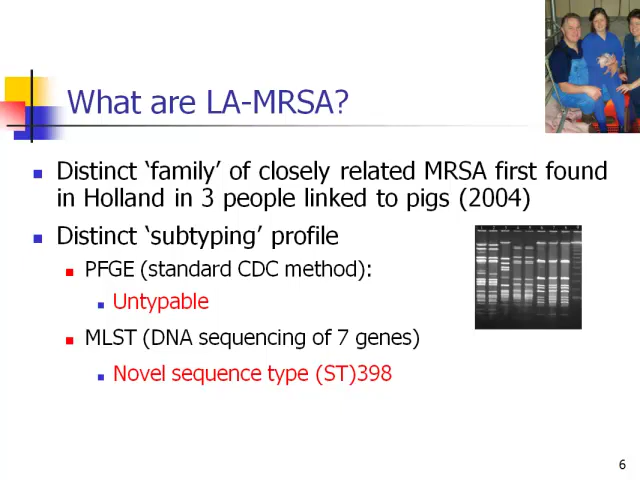 What are LA-MRSA?
Distinct ‘family’ of closely related MRSA first found
in Holland in 3 people linked to pigs (2004)
Distinct ‘subtyping’ profile
PFGE (standard CDC method):
Untypable
MLST (DNA sequencing of 7 genes)
Novel sequence type (ST)398
6